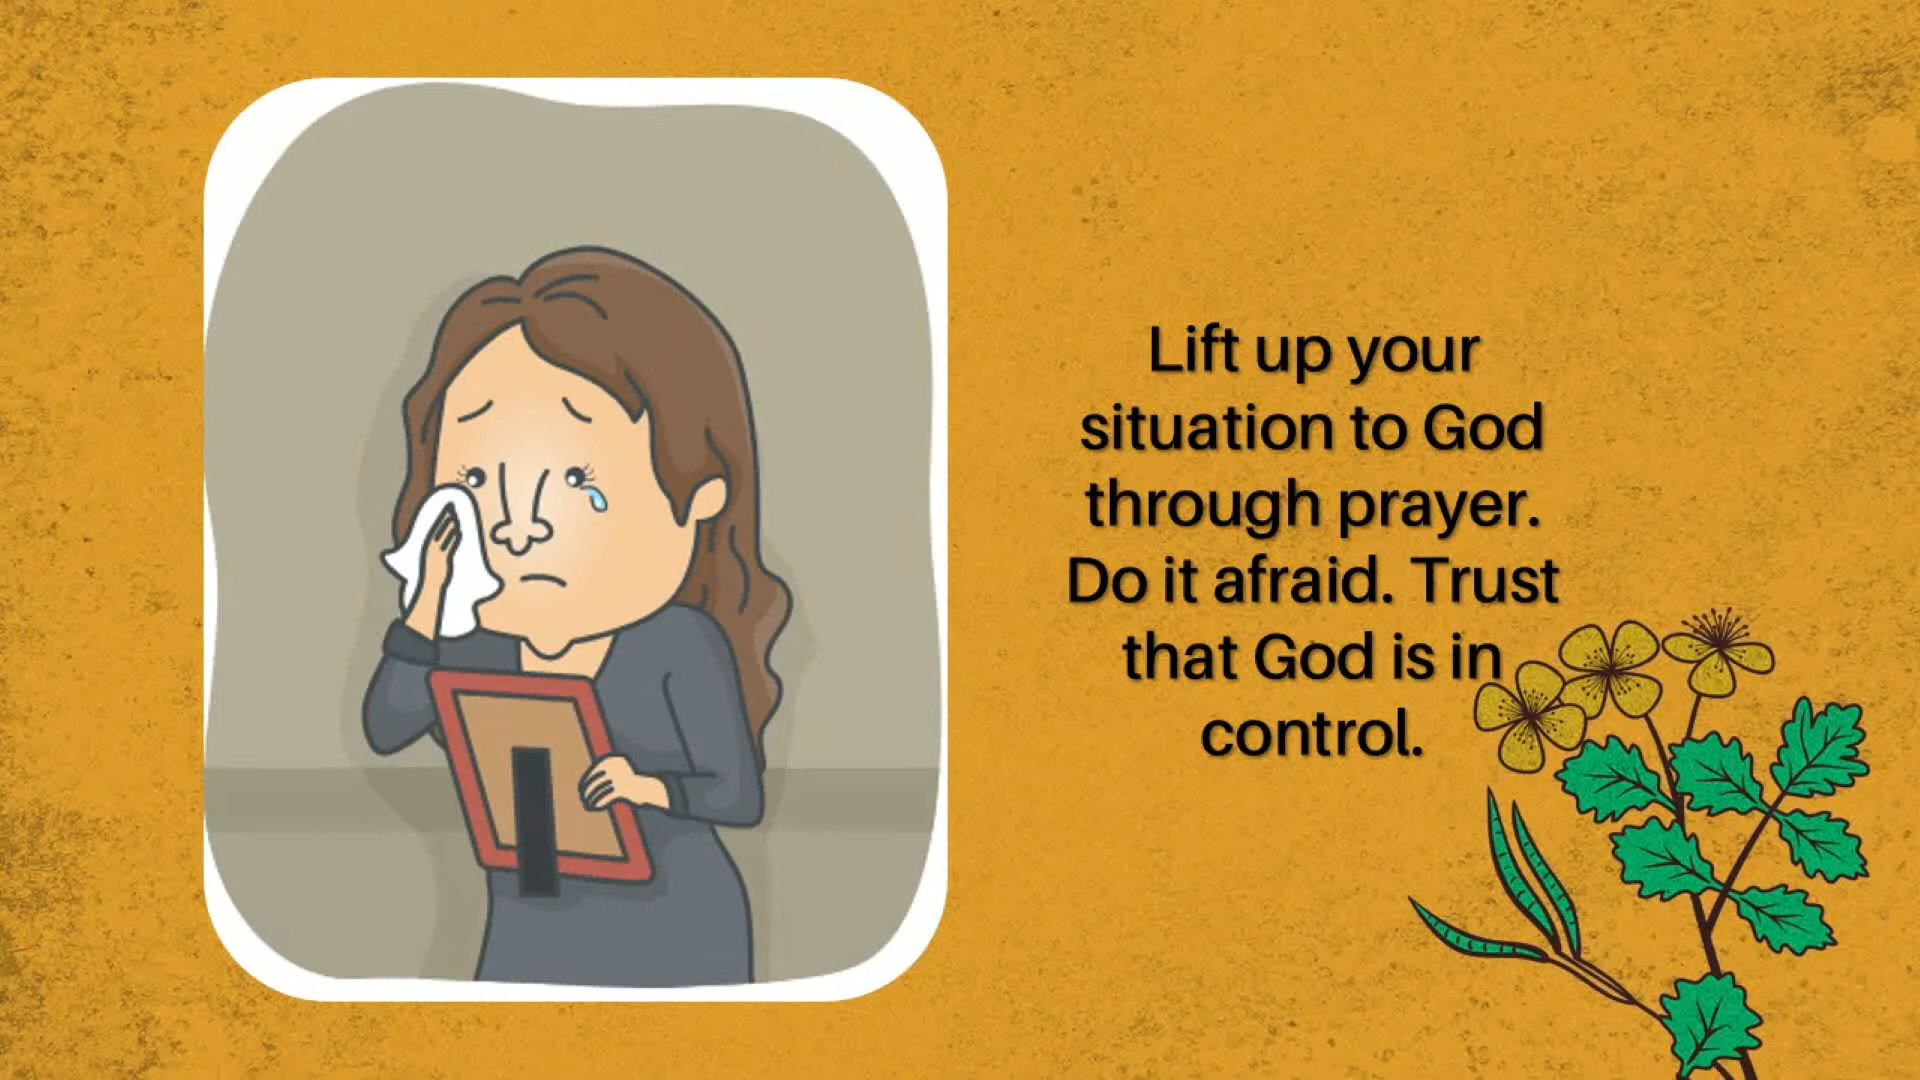 Lift up your
situation to God
through prayer.
Do it afraid. Trust
that God is in
control.